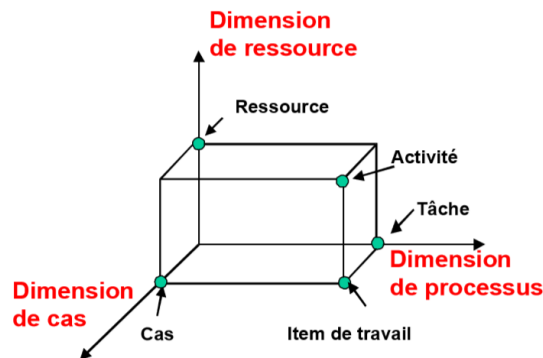 Dimension
de ressource
Ressource
Activité
Tâche
Dimension
de processus
Dimension
de cas
Cas
Item de travail